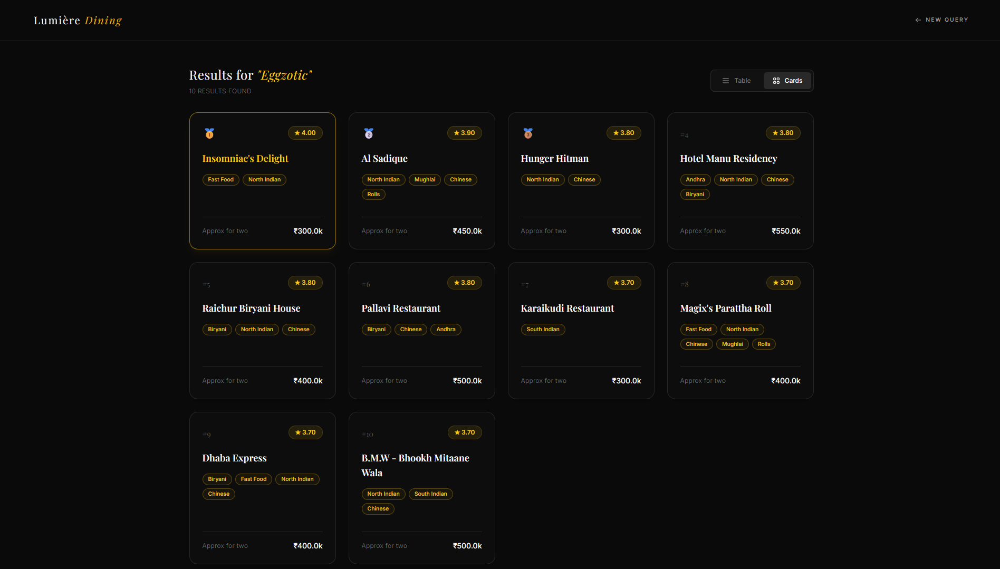 Lumière Dining
← NEW QUERY
Results for "Eggzotic"
10 RESULTS FOUND
Table
Cards
1
★ 4.00
Insomniac's Delight
Fast Food North Indian
Approx for two ₹300.0k
2
★ 3.90
Al Sadique
North Indian Mughlai Chinese
Rolls
Approx for two ₹450.0k
3
★ 3.80
Hunger Hitman
North Indian Chinese
Approx for two ₹300.0k
#4
★ 3.80
Hotel Manu Residency
Andhra North Indian Chinese
Biryani
Approx for two ₹550.0k
#5
★ 3.80
Raichur Biryani House
Biryani North Indian Chinese
Approx for two ₹400.0k
#6
★ 3.80
Pallavi Restaurant
Biryani Chinese Andhra
Approx for two ₹500.0k
#7
★ 3.70
Karaikudi Restaurant
South Indian
Approx for two ₹300.0k
#8
★ 3.70
Magix's Parattha Roll
Fast Food North Indian
Chinese Mughlai Rolls
Approx for two ₹400.0k
#9
★ 3.70
Dhaba Express
Biryani Fast Food North Indian
Chinese
Approx for two ₹400.0k
#10
★ 3.70
B.M.W - Bhookh Mitaane
Wala
North Indian South Indian
Chinese
Approx for two ₹500.0k